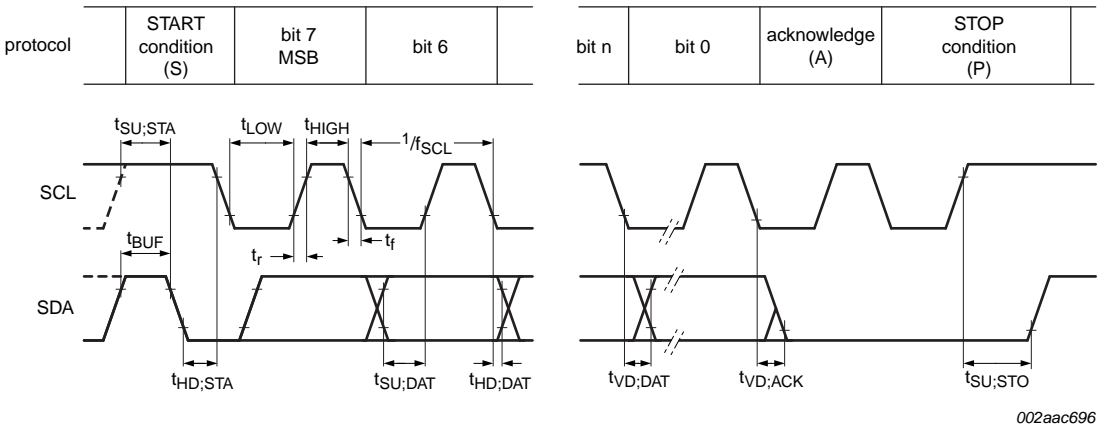 protocol
START
condition
(S)
bit 7
MSB
bit 6
bit n
bit 0
acknowledge
(A)
STOP
condition
(P)
tSU;STA
tLOW
tHIGH
1/fSCL
SCL
tBUF
tr
tf
SDA
tHD;STA
tSU;DAT
tHD;DAT
tVD;DAT
tVD;ACK
tSU;STO
002aac696